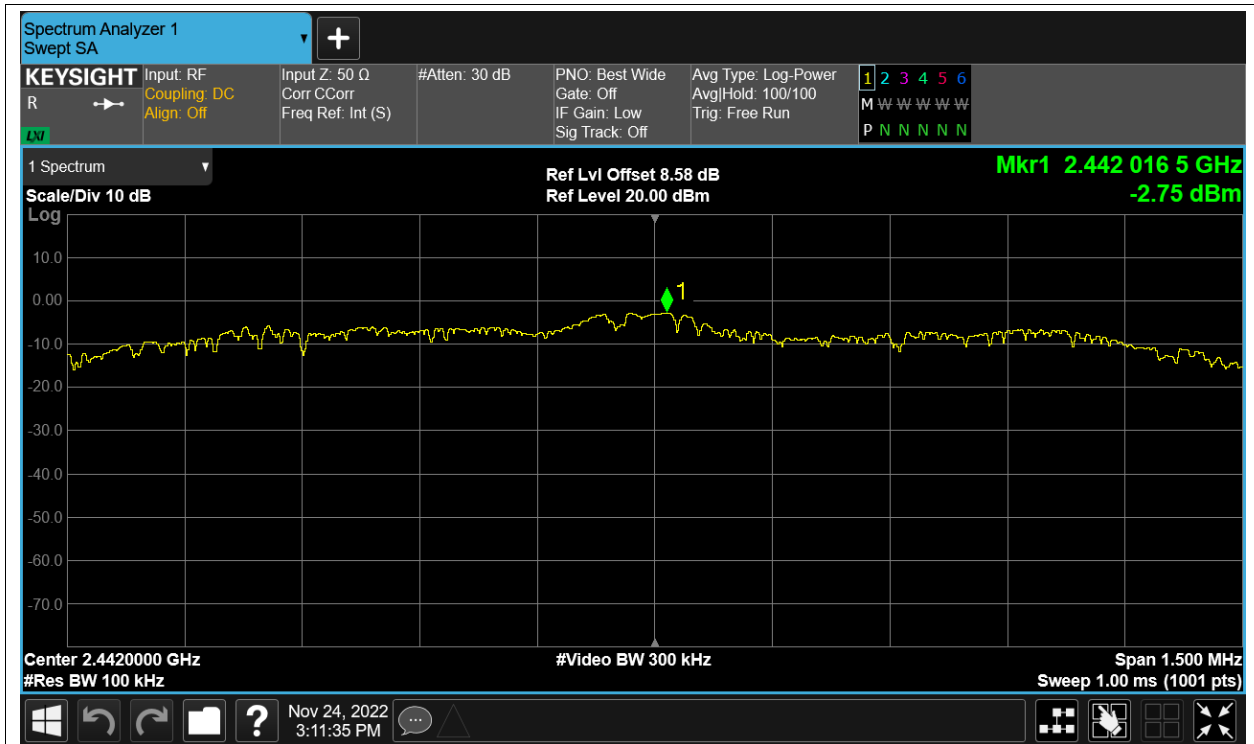 Spectrum Analyzer 1
Swept SA
KEYSIGHT
R
LXI
Input: RF
Coupling: DC
Align: Off
Input Z: 50 Ω
Corr CCorr
Freq Ref: Int (S)
#Atten: 30 dB
PNO: Best Wide
Gate: Off
IF Gain: Low
Sig Track: Off
Avg Type: Log-Power
Avg|Hold: 100/100
Trig: Free Run
1 2 3 4 5 6
M W W W W W
P N N N N N
1 Spectrum
Scale/Div 10 dB
Ref Lvl Offset 8.58 dB
Ref Level 20.00 dBm
Mkr1 2.442 016 5 GHz
-2.75 dBm
Log
10.0
0.00
-10.0
-20.0
-30.0
-40.0
-50.0
-60.0
-70.0
1
Center 2.4420000 GHz
#Res BW 100 kHz
#Video BW 300 kHz
Span 1.500 MHz
Sweep 1.00 ms (1001 pts)
?
Nov 24, 2022
3:11:35 PM